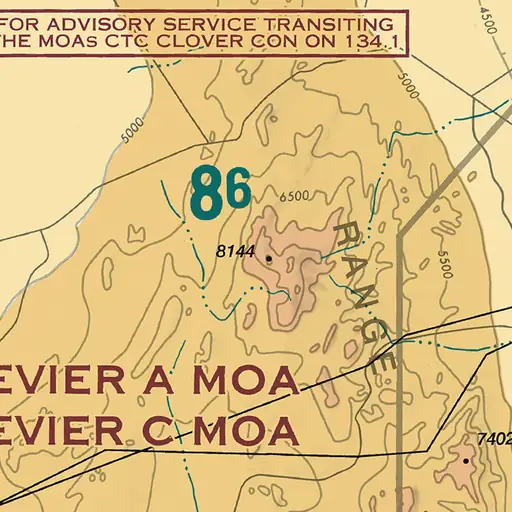 FOR ADVISORY SERVICE TRANSITING
THE MOAs CTC CLOVER CON ON 134.1
4500
5000
5000
86
6500
8144
RANGE
5500
EVIER A MOA
EVIER C MOA
7402